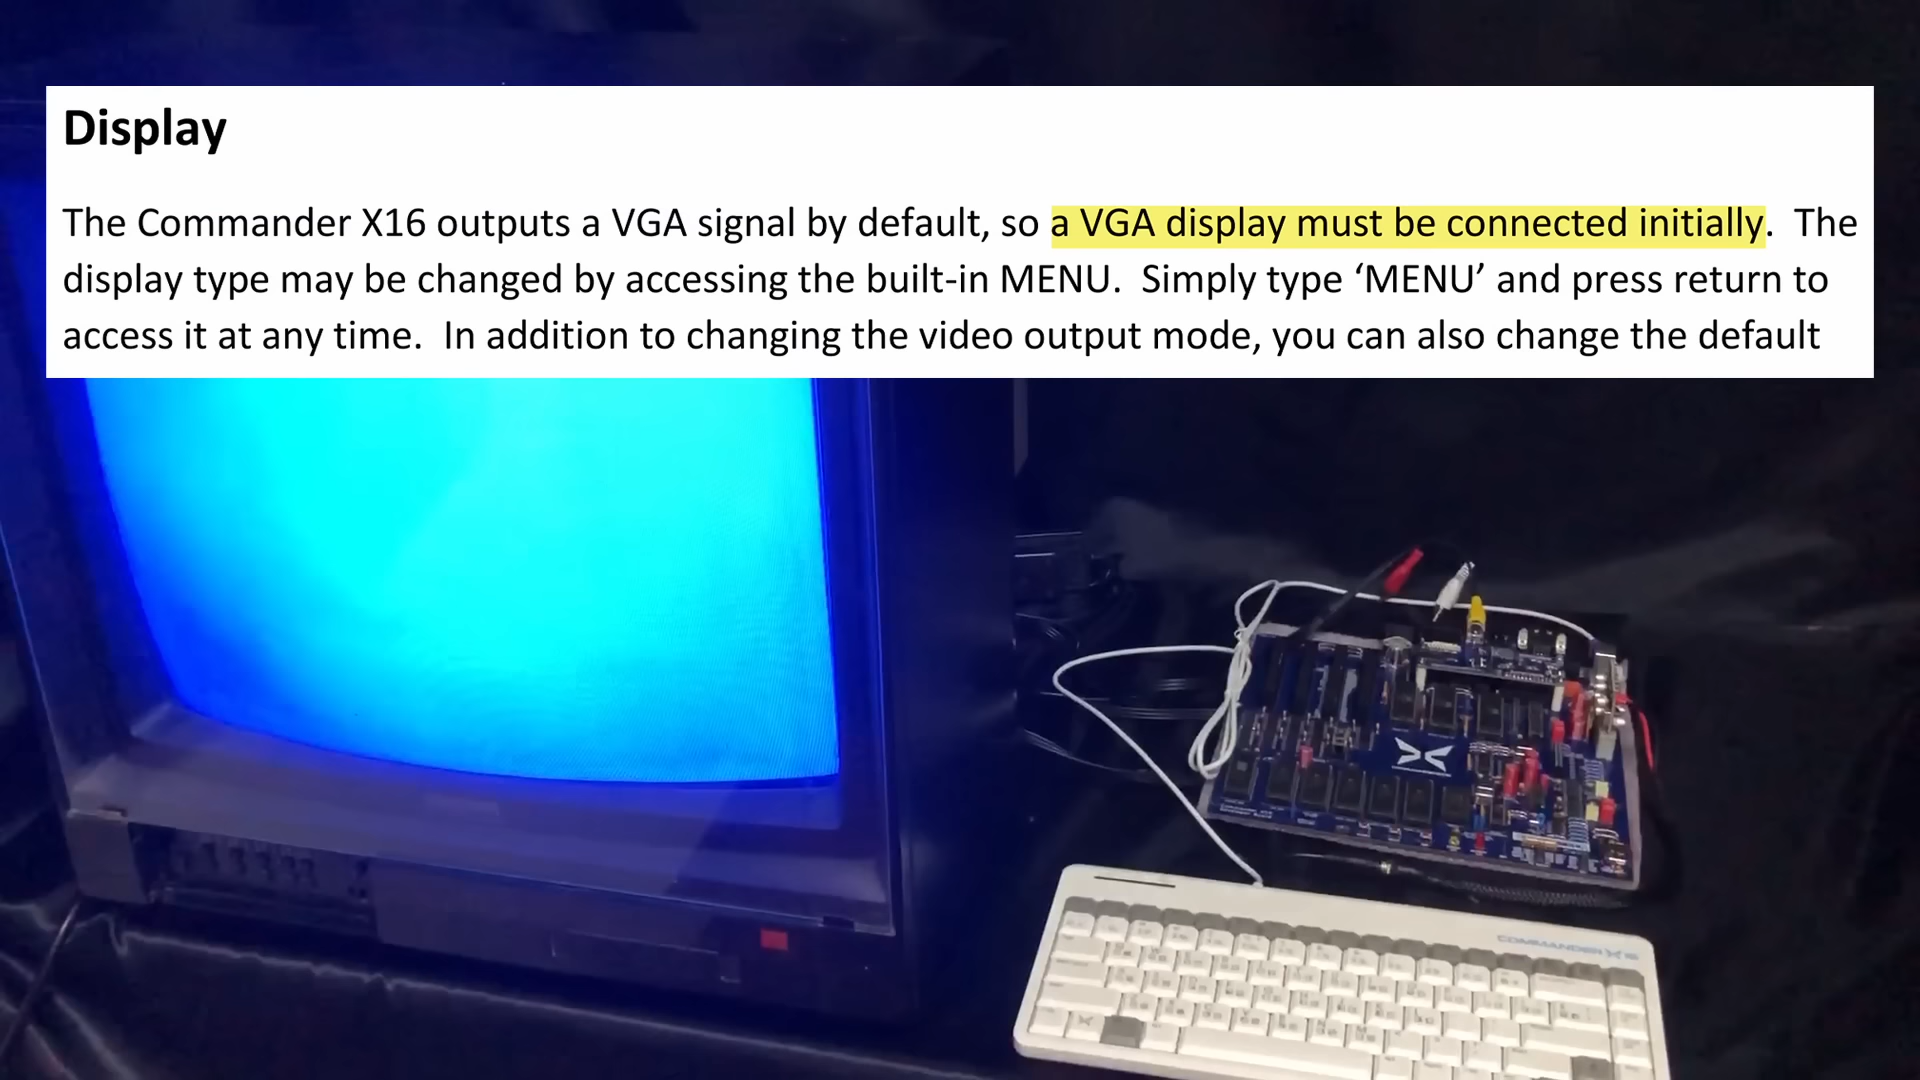 Display
The Commander X16 outputs a VGA signal by default, so a VGA display must be connected initially.  The
display type may be changed by accessing the built-in MENU.  Simply type ‘MENU’ and press return to
access it at any time.  In addition to changing the video output mode, you can also change the default
COMMANDER X16